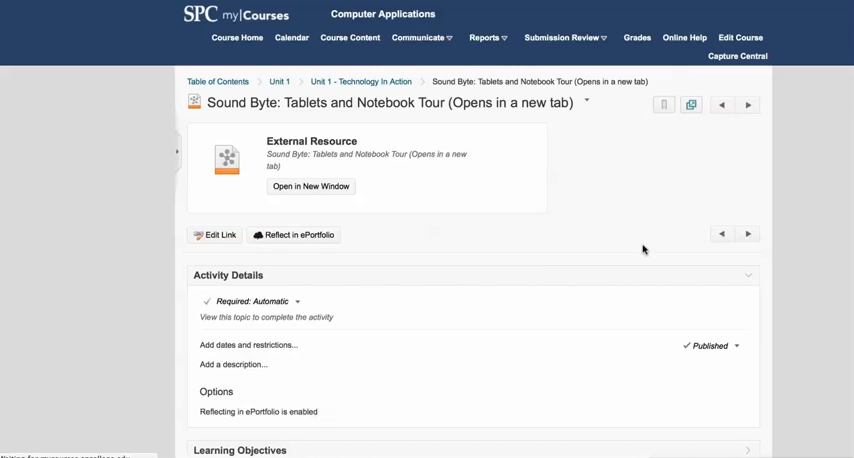 SPC my|Courses
Computer Applications
Course Home Calendar Course Content Communicate Reports Submission Review Grades Online Help Edit Course
Capture Central
Table of Contents Unit 1 Unit 1 - Technology In Action Sound Byte: Tablets and Notebook Tour (Opens in a new tab)
Sound Byte: Tablets and Notebook Tour (Opens in a new tab)
External Resource
Sound Byte: Tablets and Notebook Tour (Opens in a new
tab)
Open in New Window
Edit Link Reflect in ePortfolio
Activity Details
Required: Automatic
View this topic to complete the activity
Add dates and restrictions...
Published
Add a description...
Options
Reflecting in ePortfolio is enabled
Learning Objectives